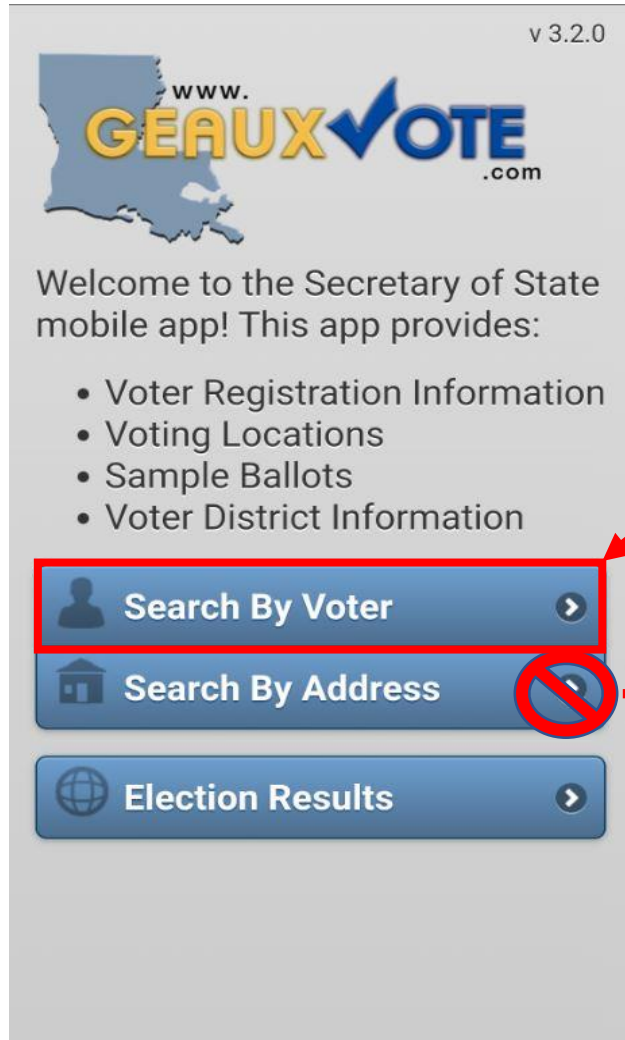 v 3.2.0
www.
GEAUXVOTE
.com
Welcome to the Secretary of State
mobile app! This app provides:
• Voter Registration Information
• Voting Locations
• Sample Ballots
• Voter District Information
Search By Voter
Search By Address
Election Results